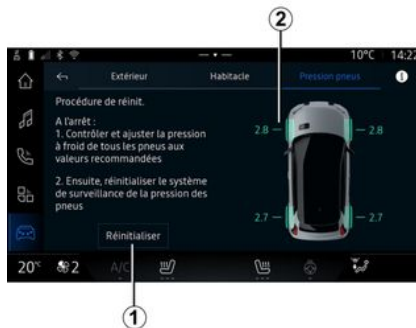 2
10°C 14:22
Extérieur Habitacle Pression pneus
Procédure de réinit.
A l'arrêt :
1. Contrôler et ajuster la pression
à froid de tous les pneus aux
valeurs recommandées
2. Ensuite, réinitialiser le système
de surveillance de la pression des
pneus
Réinitialiser
2.8 2.8
2.7 2.7
20° 2 A/C
1